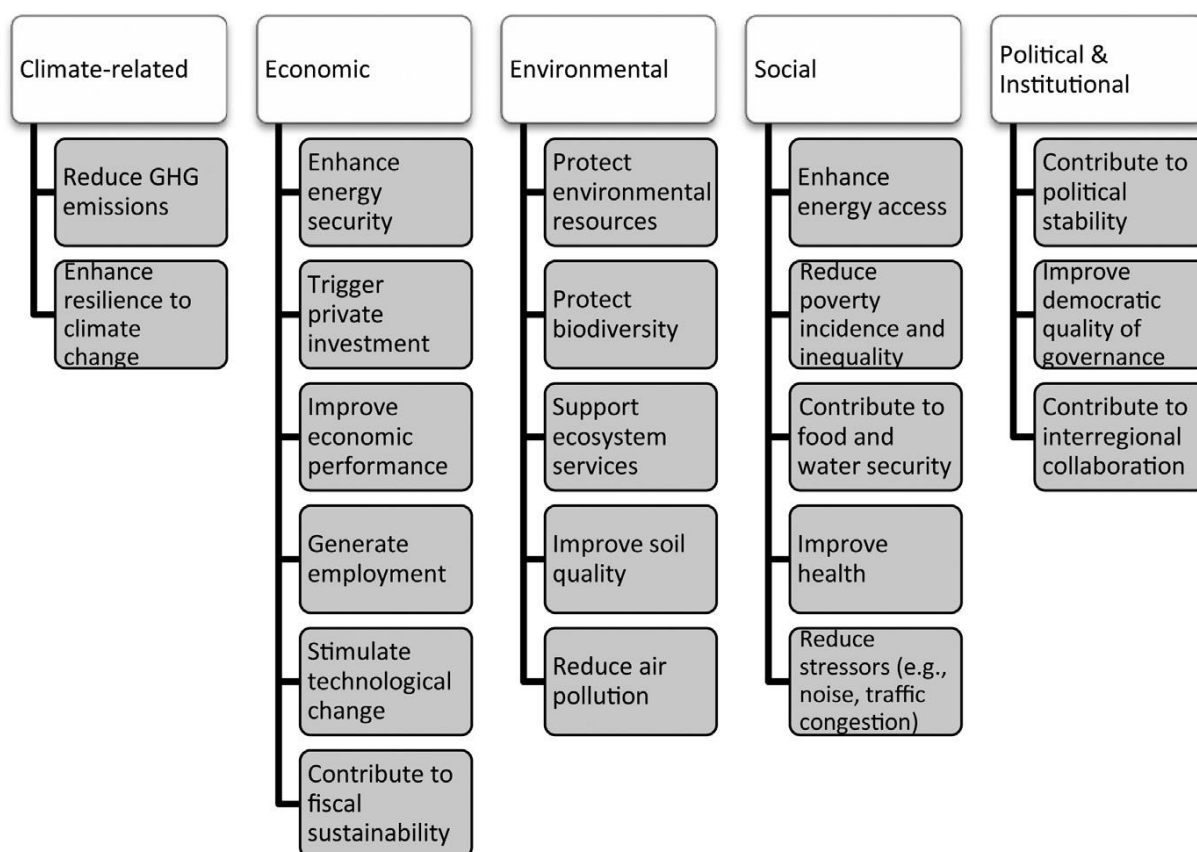 Climate-related
Reduce GHG
emissions
Enhance
resilience to
climate
change
Economic
Enhance
energy
security
Trigger
private
investment
Improve
economic
performance
Generate
employment
Stimulate
technological
change
Contribute to
fiscal
sustainability
Environmental
Protect
environmental
resources
Protect
biodiversity
Support
ecosystem
services
Improve soil
quality
Reduce air
pollution
Social
Enhance
energy access
Reduce
poverty
incidence and
inequality
Contribute to
food and
water security
Improve
health
Reduce
stressors (e.g.,
noise, traffic
congestion)
Political &
Institutional
Contribute to
political
stability
Improve
democratic
quality of
governance
Contribute to
interregional
collaboration